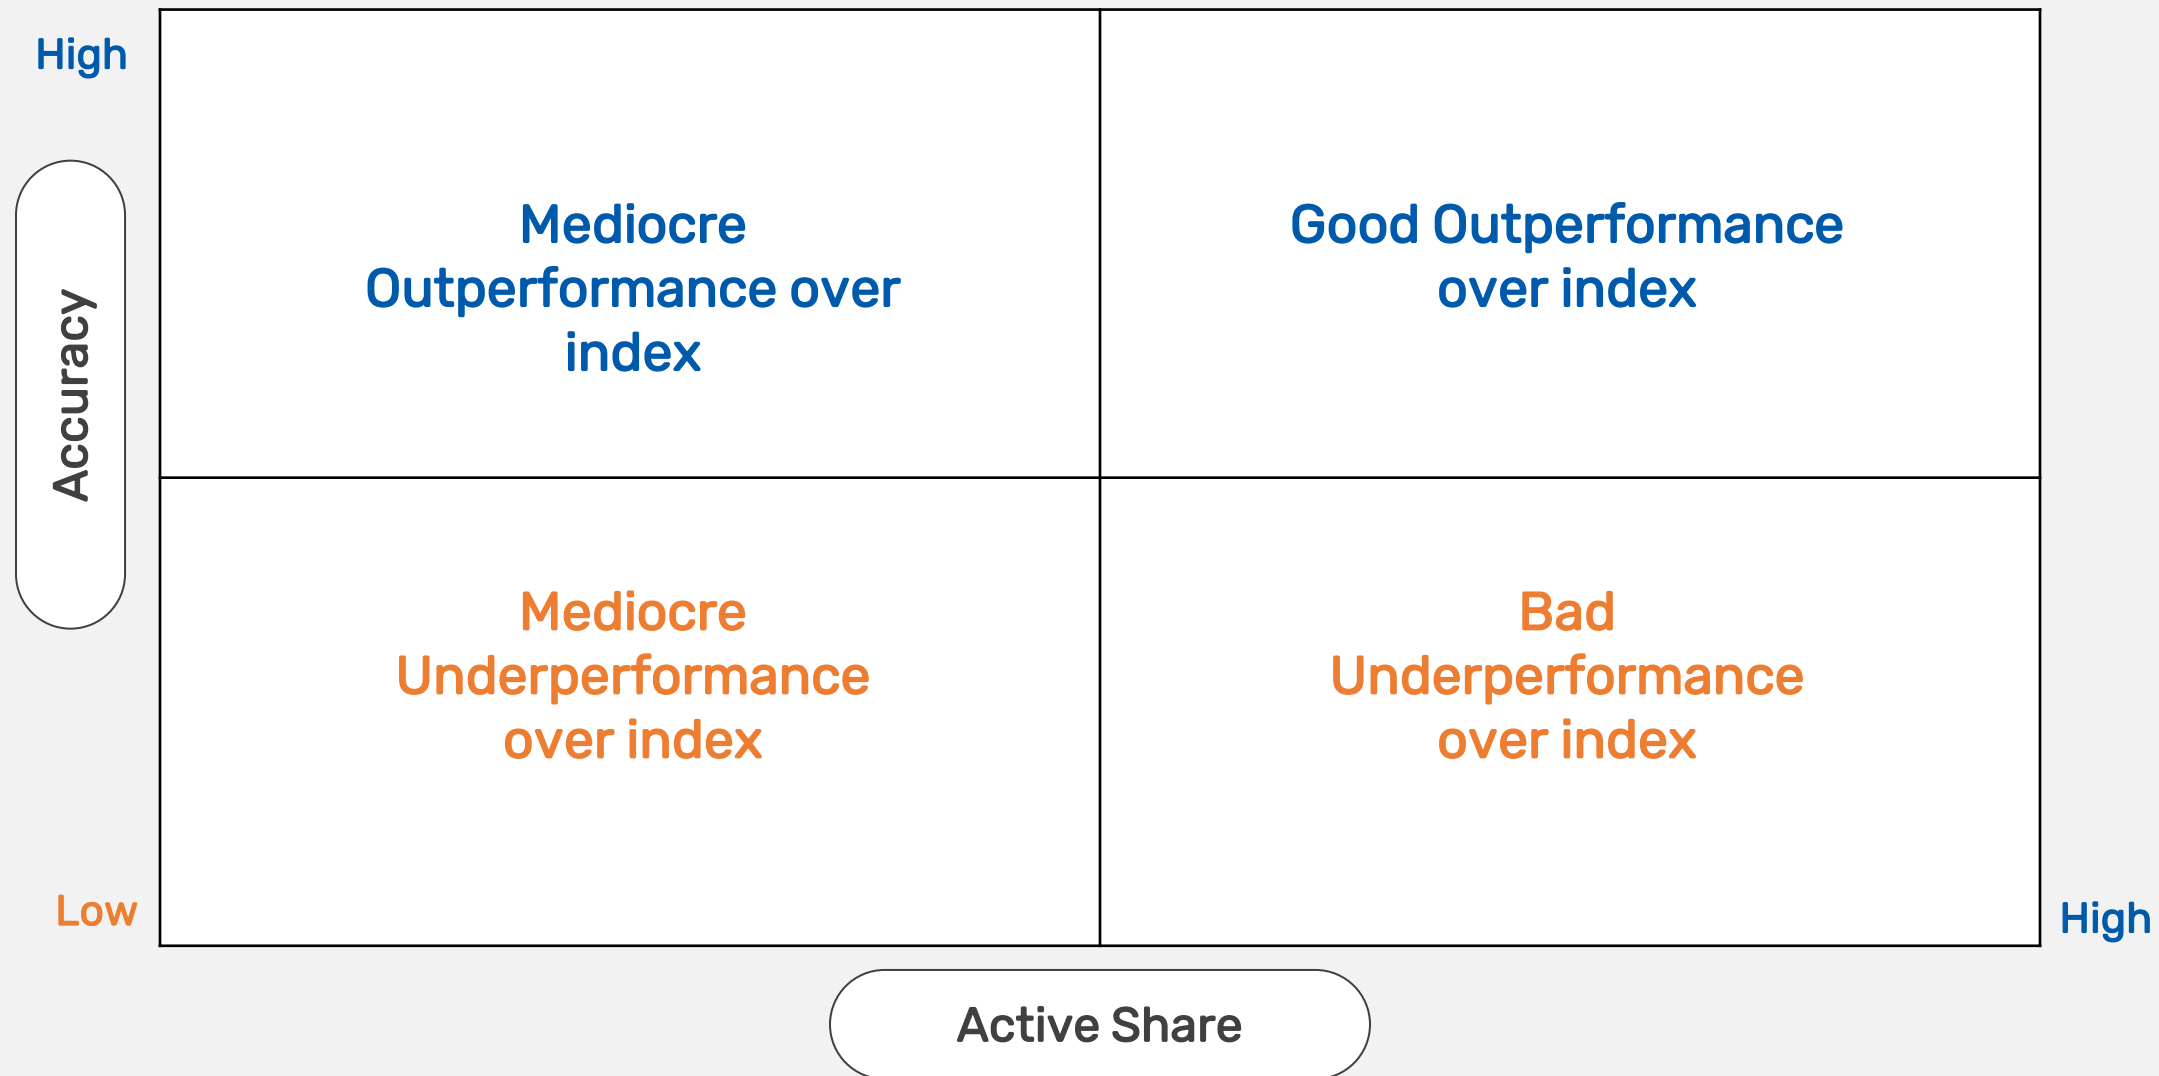 High
Accuracy
Mediocre
Outperformance over
index
Good Outperformance
over index
Mediocre
Underperformance
over index
Bad
Underperformance
over index
Low
High
Active Share